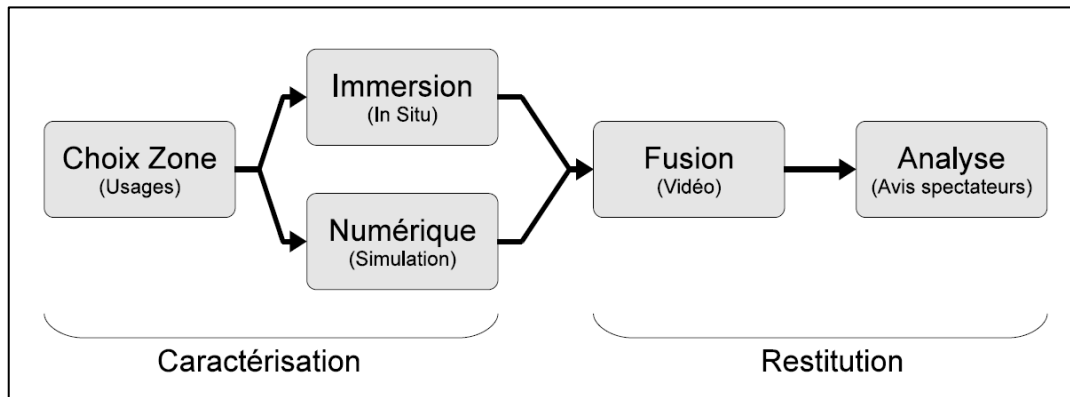 Choix Zone
(Usages)
Immersion
(In Situ)
Numérique
(Simulation)
Fusion
(Vidéo)
Analyse
(Avis spectateurs)
Caractérisation
Restitution